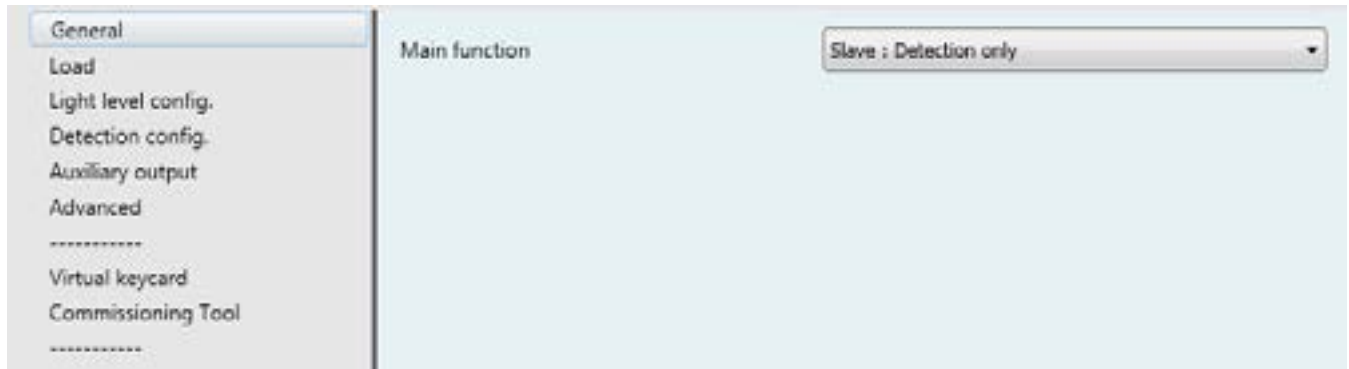 General
Main function
Slave : Detection only
Load
Light level config.
Detection config.
Auxiliary output
Advanced
-----------
Virtual keycard
Commissioning Tool
-----------